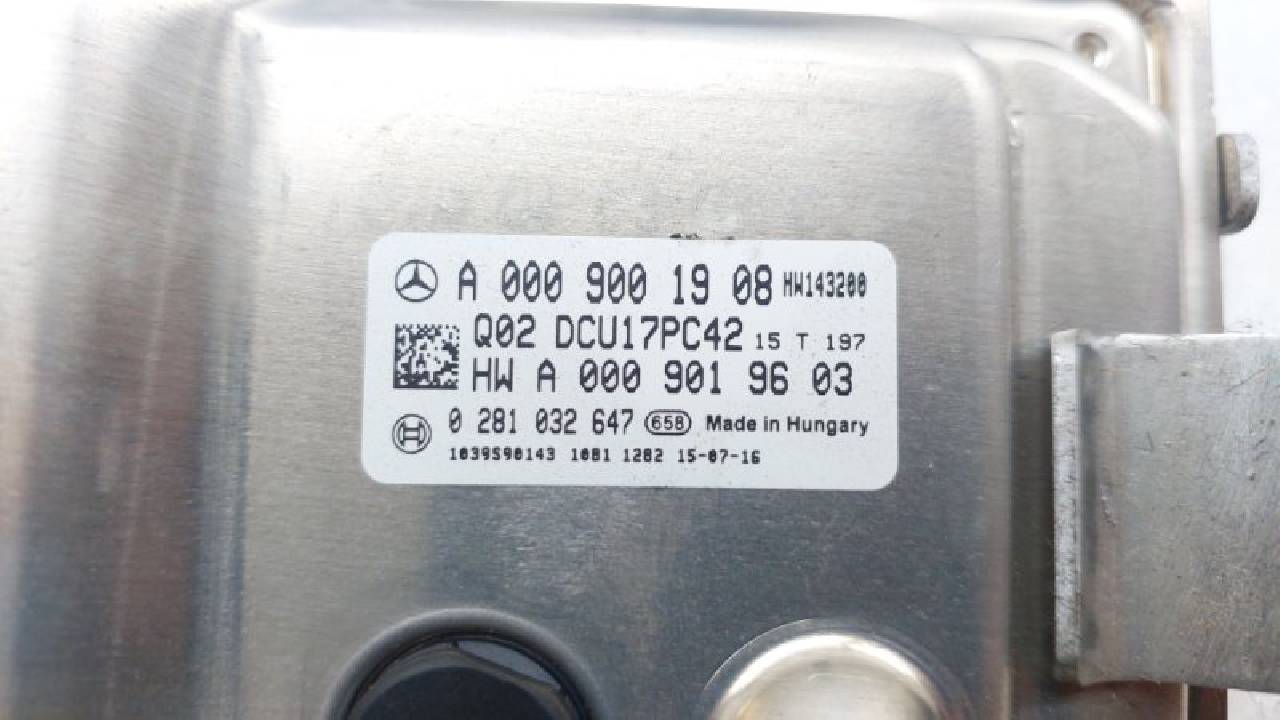 A 000 900 19 08 HW143200
Q02 DCU17PC42 15 T 197
HW A 000 901 96 03
0 281 032 647 658 Made in Hungary
1039S90143 1081 1282 15-07-16